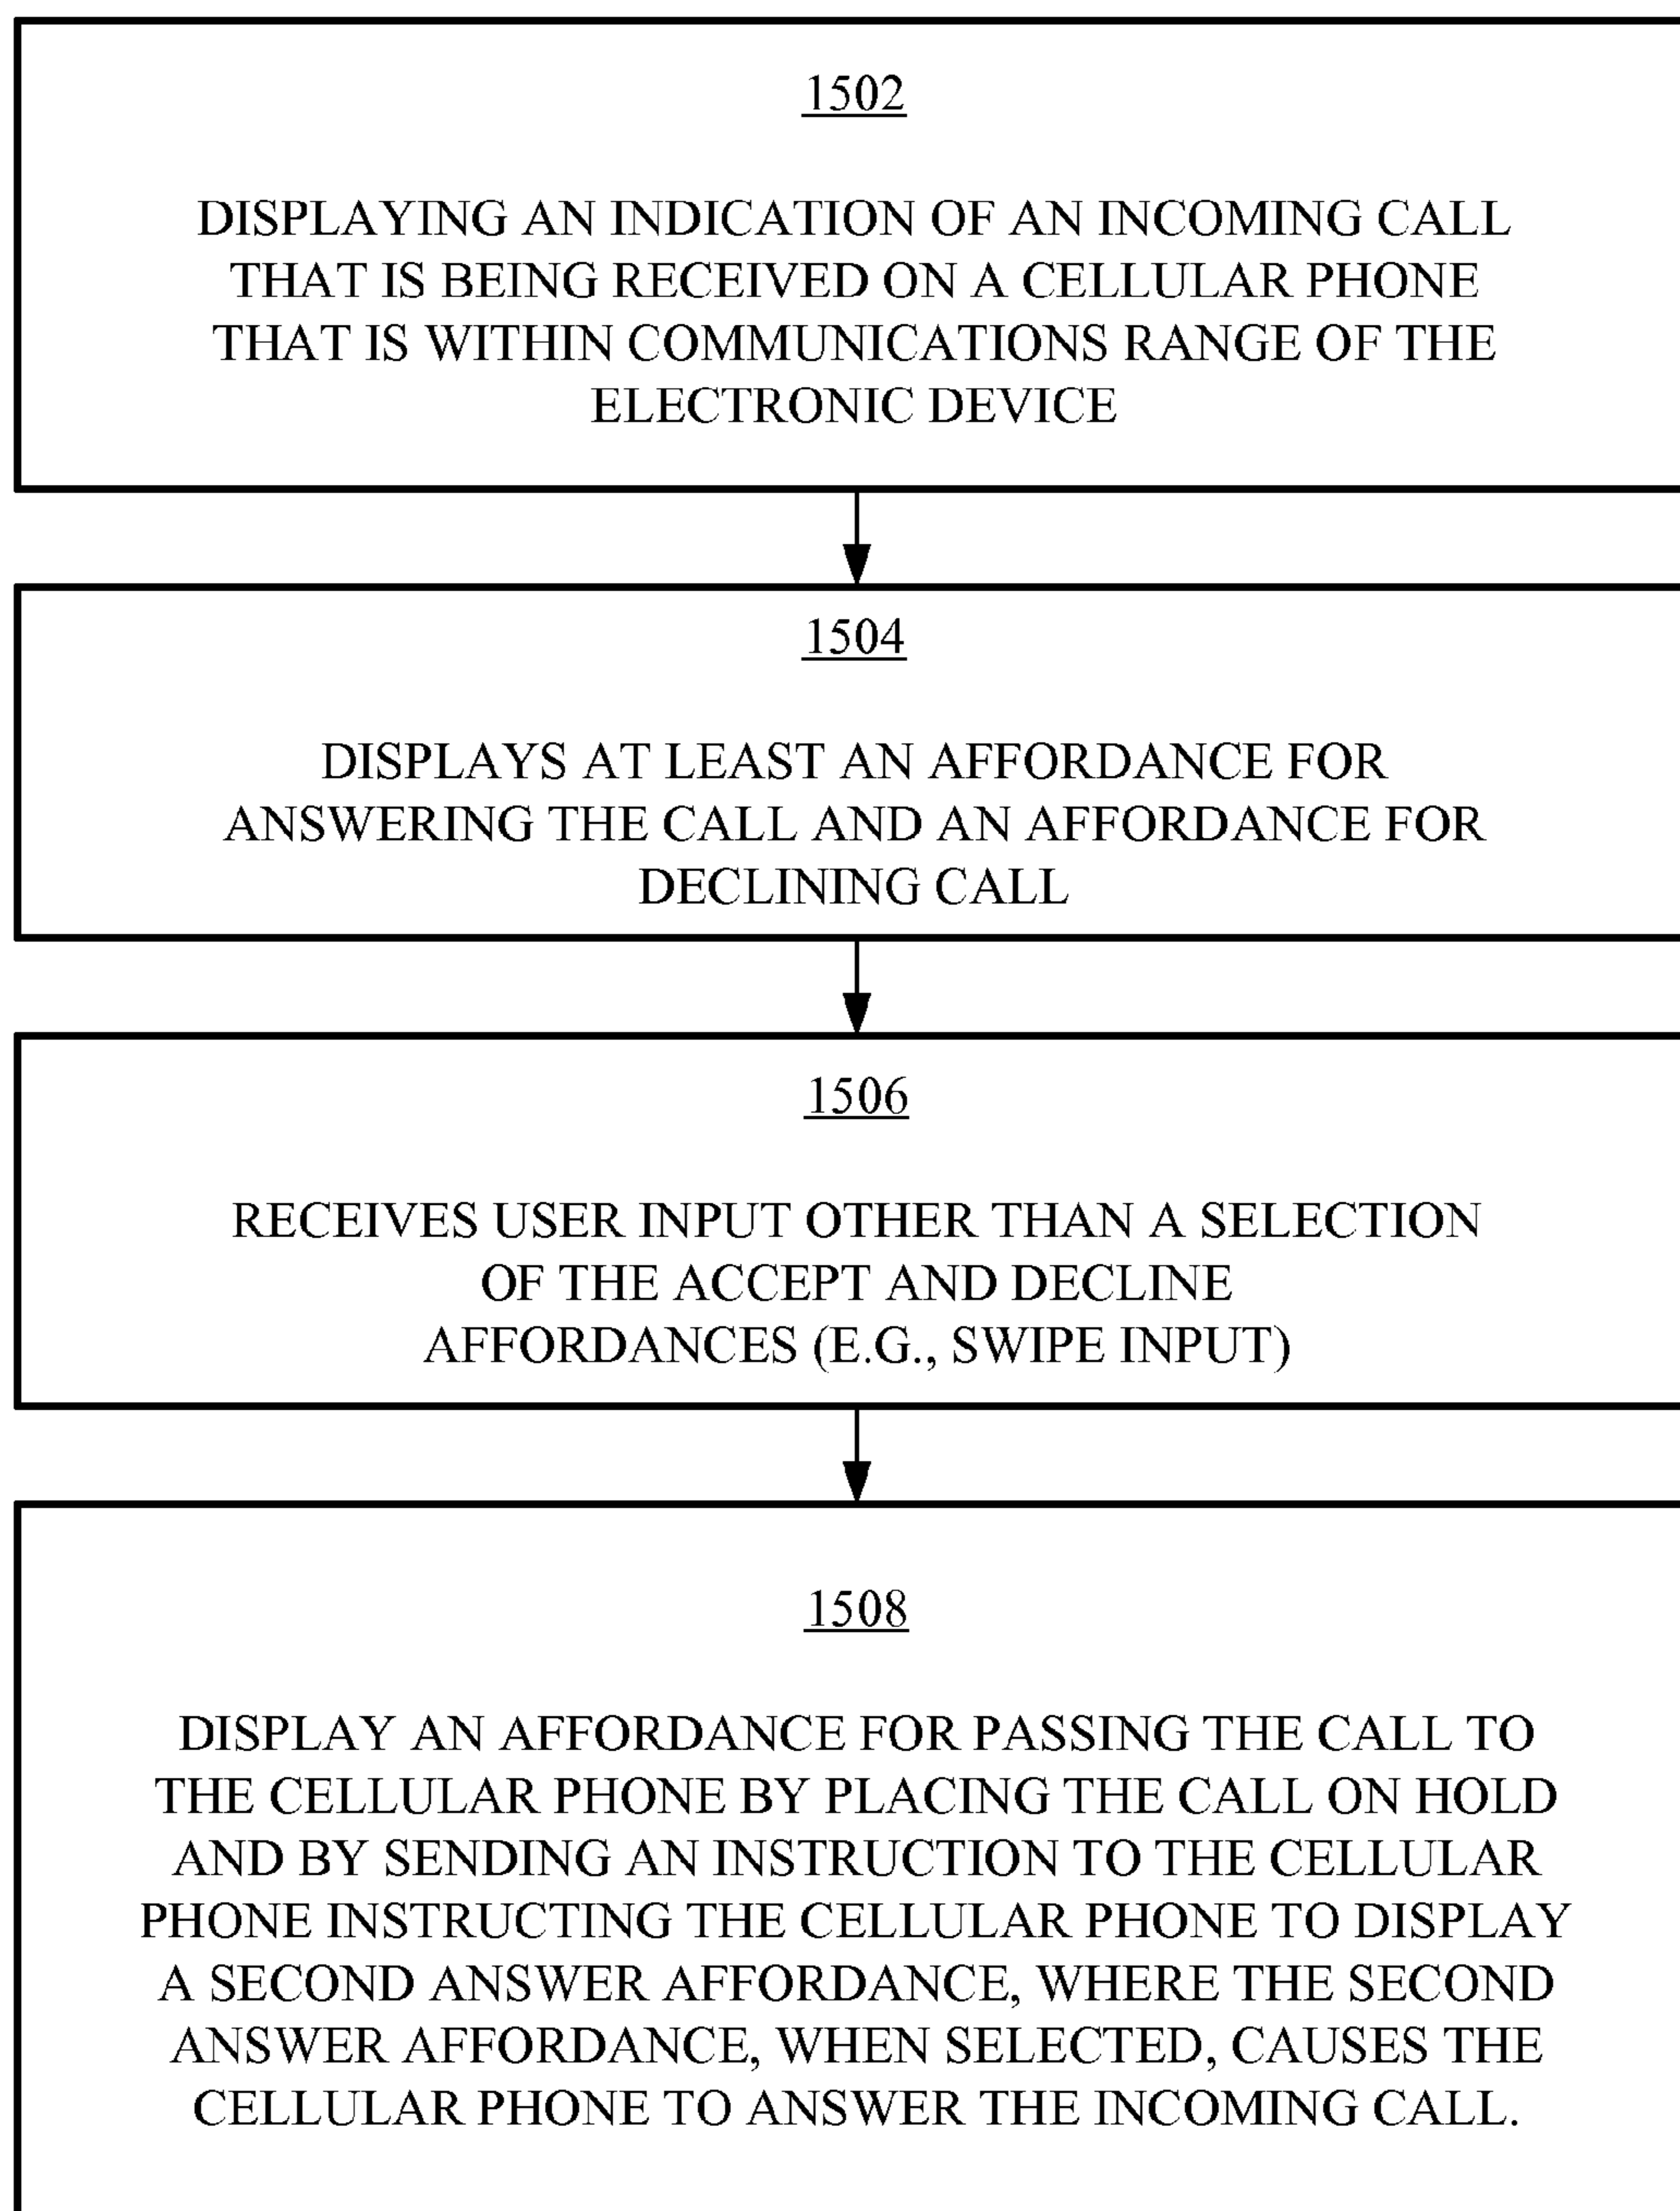 1502
DISPLAYING AN INDICATION OF AN INCOMING CALL
THAT IS BEING RECEIVED ON A CELLULAR PHONE
THAT IS WITHIN COMMUNICATIONS RANGE OF THE
ELECTRONIC DEVICE
1504
DISPLAYS AT LEAST AN AFFORDANCE FOR
ANSWERING THE CALL AND AN AFFORDANCE FOR
DECLINING CALL
1506
RECEIVES USER INPUT OTHER THAN A SELECTION
OF THE ACCEPT AND DECLINE
AFFORDANCES (E.G., SWIPE INPUT)
1508
DISPLAY AN AFFORDANCE FOR PASSING THE CALL TO
THE CELLULAR PHONE BY PLACING THE CALL ON HOLD
AND BY SENDING AN INSTRUCTION TO THE CELLULAR
PHONE INSTRUCTING THE CELLULAR PHONE TO DISPLAY
A SECOND ANSWER AFFORDANCE, WHERE THE SECOND
ANSWER AFFORDANCE, WHEN SELECTED, CAUSES THE
CELLULAR PHONE TO ANSWER THE INCOMING CALL.